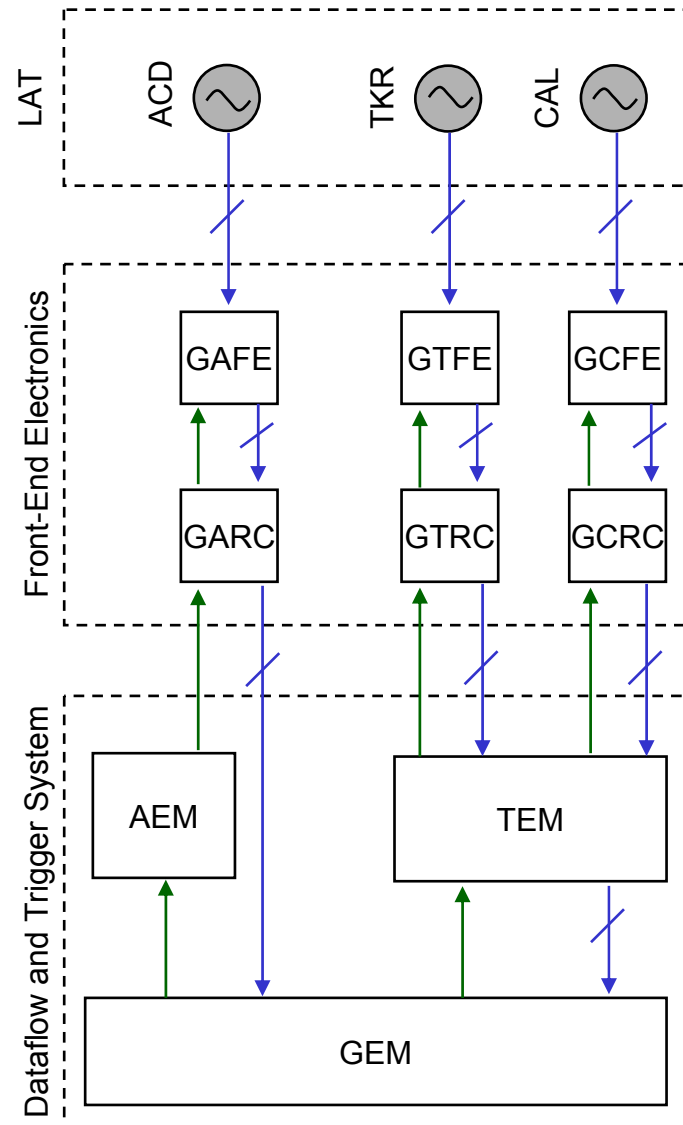 LAT
ACD
TKR
CAL
Front-End Electronics
GAFE
GTFE
GCFE
GARC
GTRC
GCRC
Dataflow and Trigger System
AEM
TEM
GEM